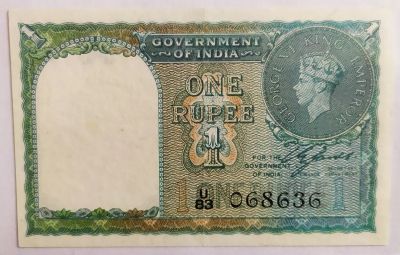 1
GOVERNMENT
OF INDIA
GEORGE VI KING EMPEROR
ONE
RUPEE
1
FOR THE
GOVERNMENT
OF INDIA
1
1
U/83 068636